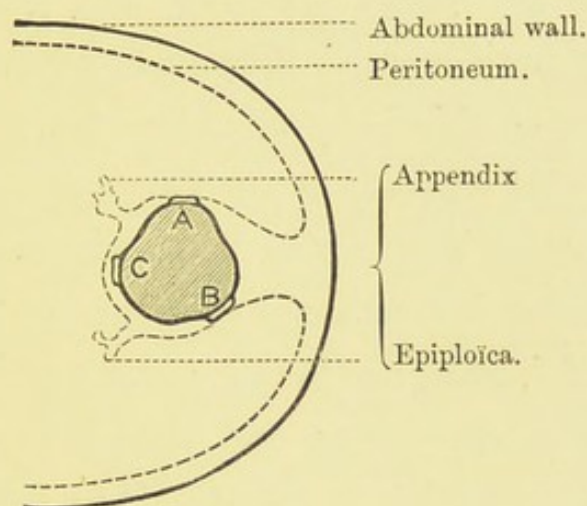 Abdominal wall.
Peritoneum.
Appendix
A
C
B
Epiploïca.